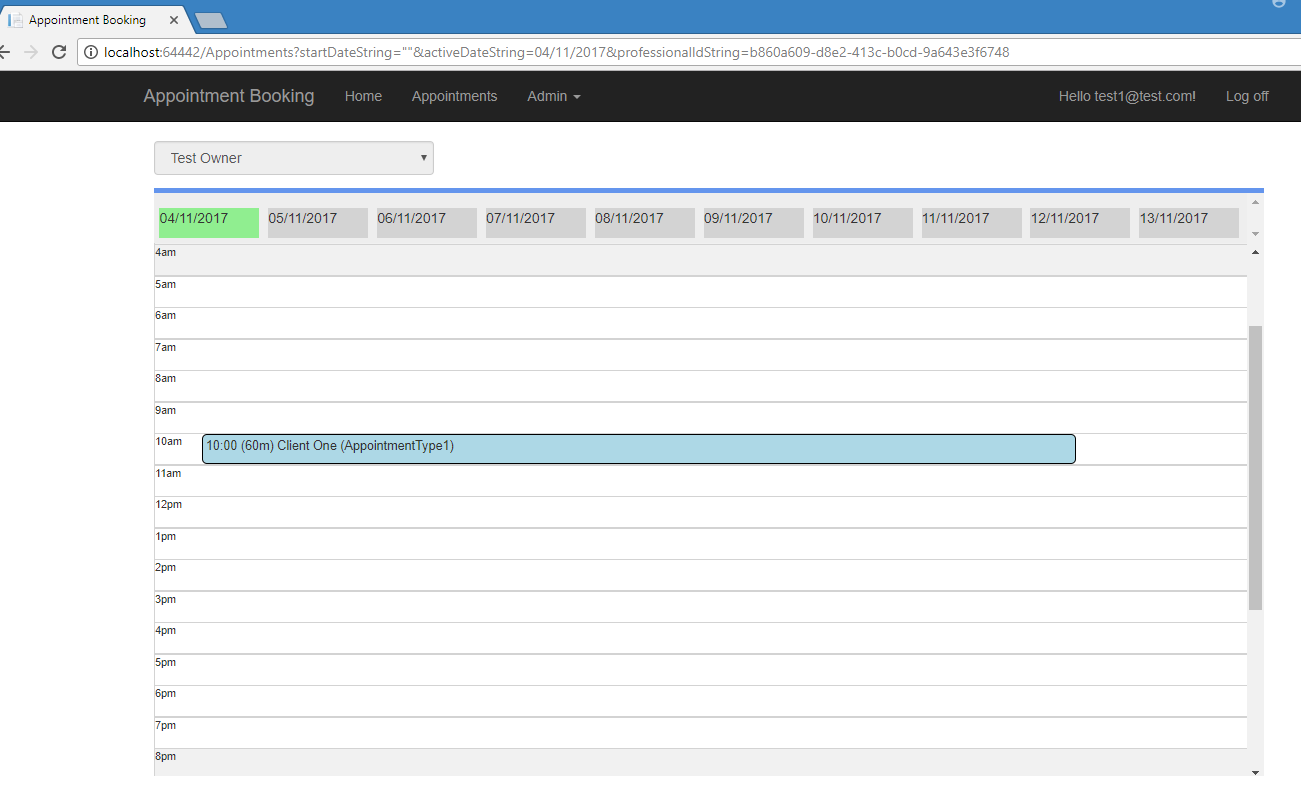 Appointment Booking
localhost:64442/Appointments?startDateString=""&activeDateString=04/11/2017&professionalIdString=b860a609-d8e2-413c-b0cd-9a643e3f6748
Appointment Booking Home Appointments Admin Hello test1@test.com! Log off
Test Owner
04/11/2017 05/11/2017 06/11/2017 07/11/2017 08/11/2017 09/11/2017 10/11/2017 11/11/2017 12/11/2017 13/11/2017
4am
5am
6am
7am
8am
9am
10am 10:00 (60m) Client One (AppointmentType1)
11am
12pm
1pm
2pm
3pm
4pm
5pm
6pm
7pm
8pm